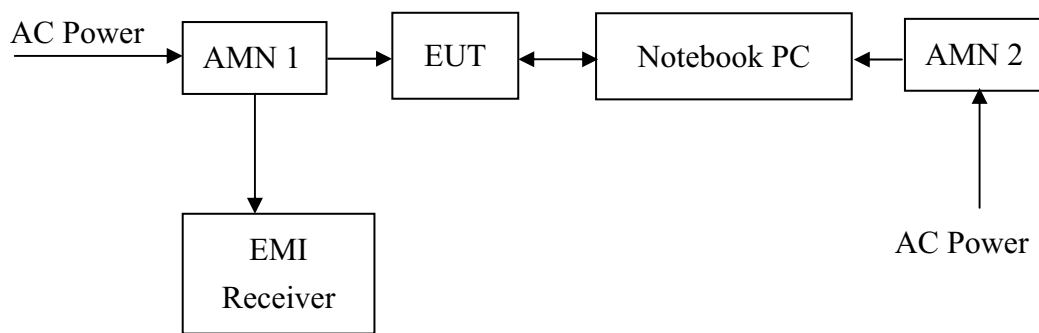 AC Power
AMN 1
EUT
Notebook PC
AMN 2
EMI
Receiver
AC Power